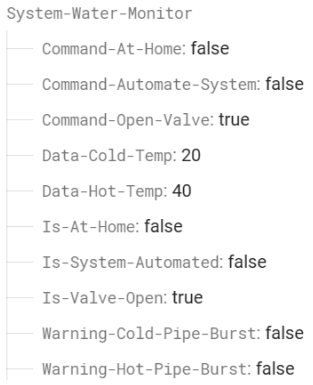 System-Water-Monitor
Command-At-Home: false
Command-Automate-System: false
Command-Open-Valve: true
Data-Cold-Temp: 20
Data-Hot-Temp: 40
Is-At-Home: false
Is-System-Automated: false
Is-Valve-Open: true
Warning-Cold-Pipe-Burst: false
Warning-Hot-Pipe-Burst: false